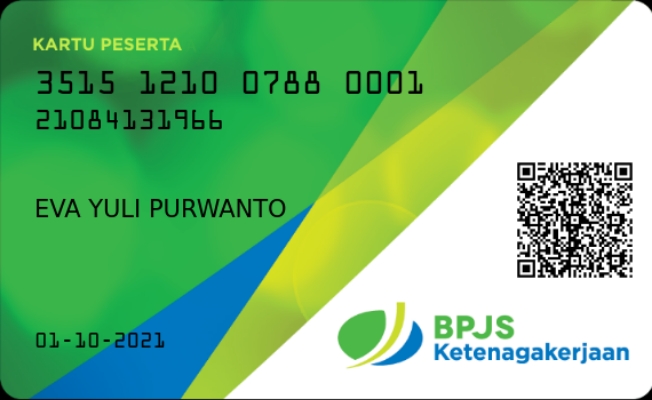 KARTU PESERTA
3515 1210 0788 0001
21084131966
EVA YULI PURWANTO
01-10-2021
BPJS
Ketenagakerjaan